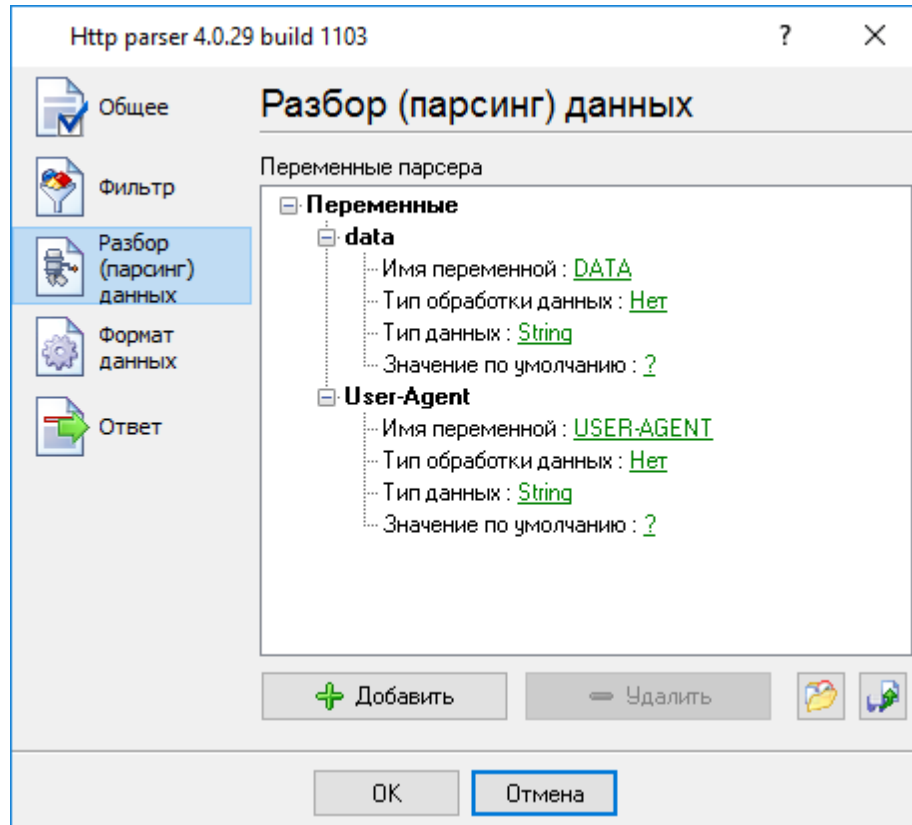 Http parser 4.0.29 build 1103
?
Общее
Фильтр
Разбор
(парсинг)
данных
Формат
данных
Ответ
Разбор (парсинг) данных
Переменные парсера
Переменные
data
Имя переменной : DATA
Тип обработки данных : Нет
Тип данных : String
Значение по умолчанию : ?
User-Agent
Имя переменной : USER-AGENT
Тип обработки данных : Нет
Тип данных : String
Значение по умолчанию : ?
Добавить
Удалить
OK
Отмена